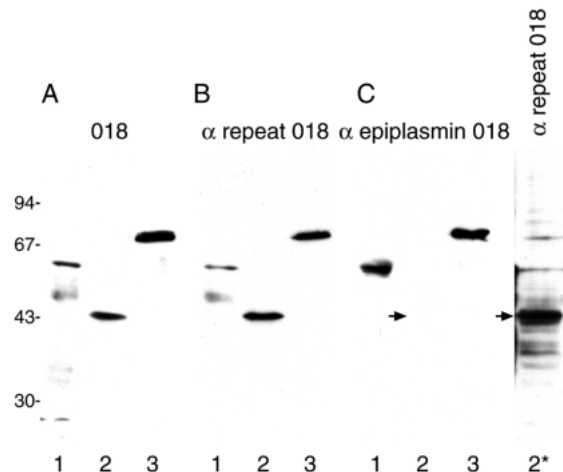 A B C
018 α repeat 018 α epiplasmin 018
α repeat 018
94-
67-
43-
30-
1 2 3 1 2 3 1 2 3 2*